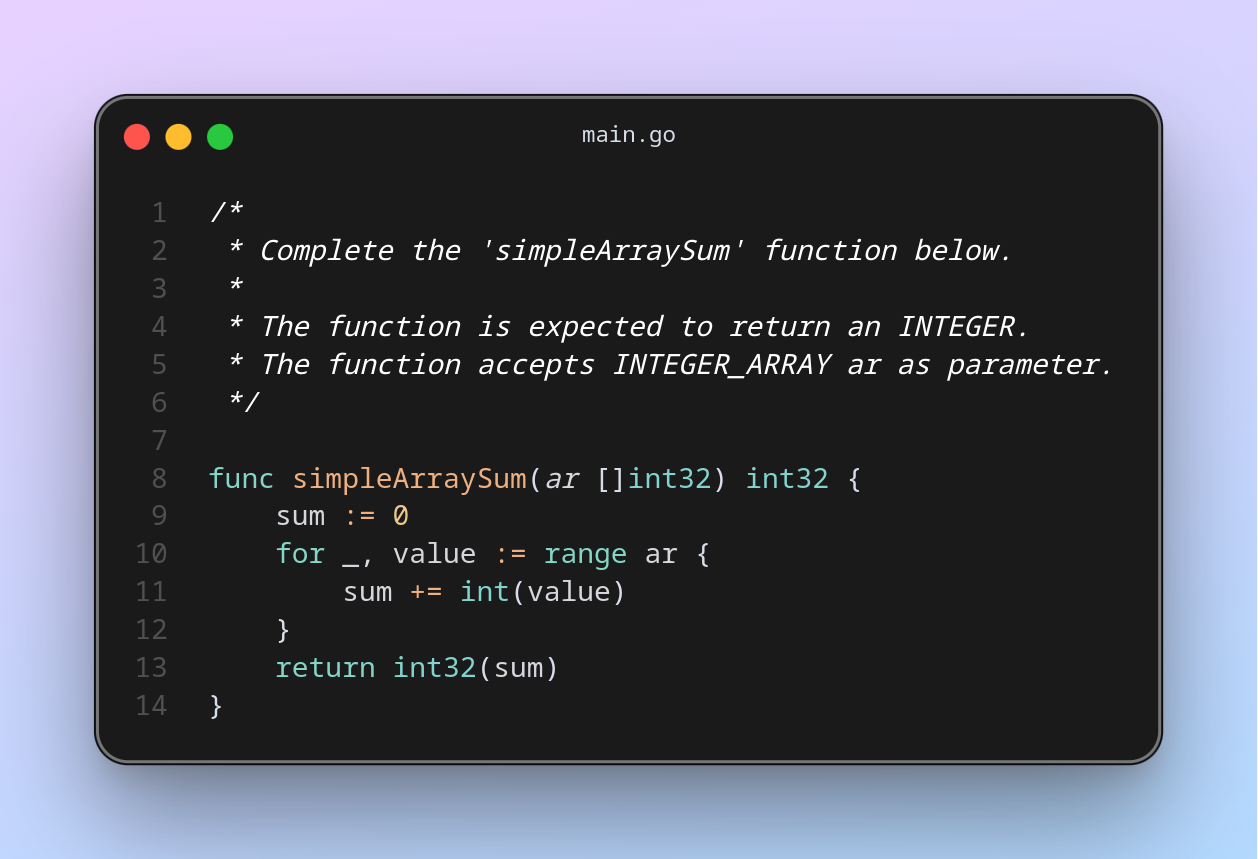 main.go
1 /*
2  * Complete the 'simpleArraySum' function below.
3  *
4  * The function is expected to return an INTEGER.
5  * The function accepts INTEGER_ARRAY ar as parameter.
6  */
7
8 func simpleArraySum(ar []int32) int32 {
9     sum := 0
10     for _, value := range ar {
11         sum += int(value)
12     }
13     return int32(sum)
14 }